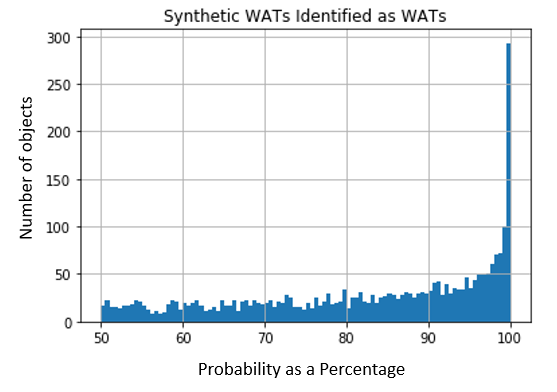 Synthetic WATs Identified as WATs
300
250
200
150
100
50
0
Number of objects
50 60 70 80 90 100
Probability as a Percentage